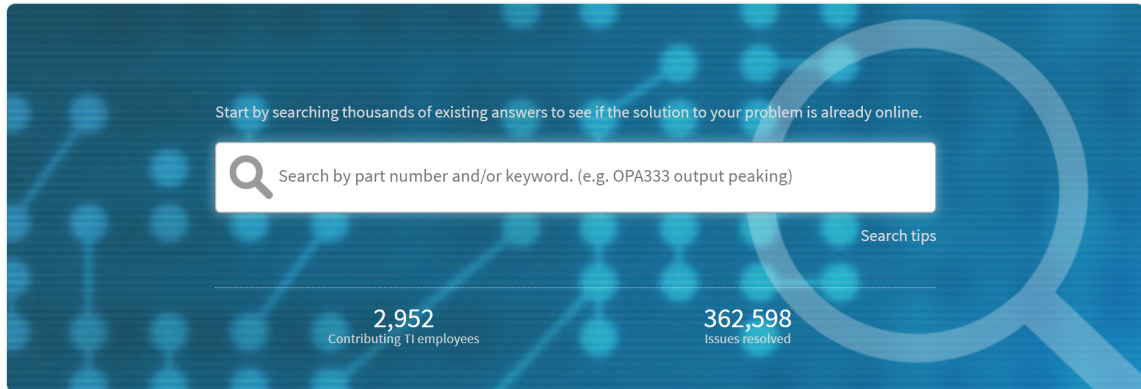 Start by searching thousands of existing answers to see if the solution to your problem is already online.
Search by part number and/or keyword. (e.g. OPA333 output peaking)
Search tips
2,952
Contributing TI employees
362,598
Issues resolved